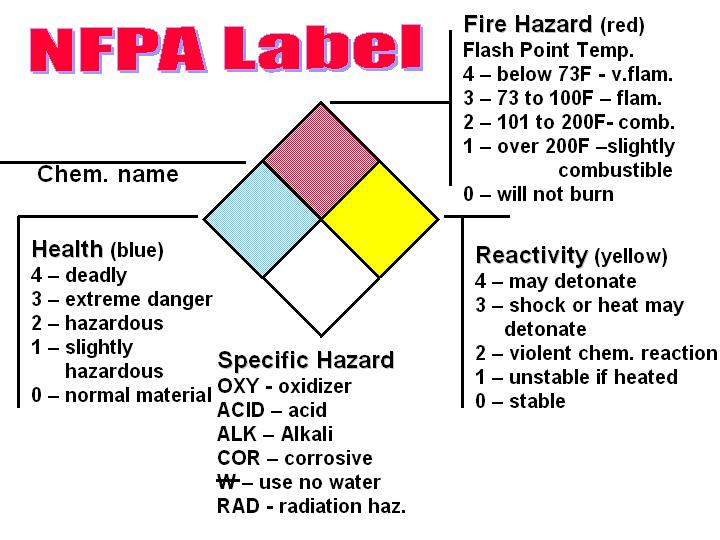 NFPA Label
Fire Hazard (red)
Flash Point Temp.
4 – below 73F - v.flam.
3 – 73 to 100F – flam.
2 – 101 to 200F- comb.
1 – over 200F –slightly
combustible
0 – will not burn
Chem. name
Health (blue)
4 – deadly
3 – extreme danger
2 – hazardous
1 – slightly
hazardous
0 – normal material
Reactivity (yellow)
4 – may detonate
3 – shock or heat may
detonate
2 – violent chem. reaction
1 – unstable if heated
0 – stable
Specific Hazard
OXY - oxidizer
ACID – acid
ALK – Alkali
COR – corrosive
W – use no water
RAD - radiation haz.